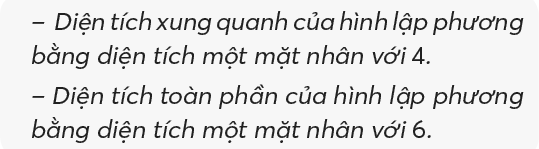 – Diện tích xung quanh của hình lập phương
bằng diện tích một mặt nhân với 4.
– Diện tích toàn phần của hình lập phương
bằng diện tích một mặt nhân với 6.